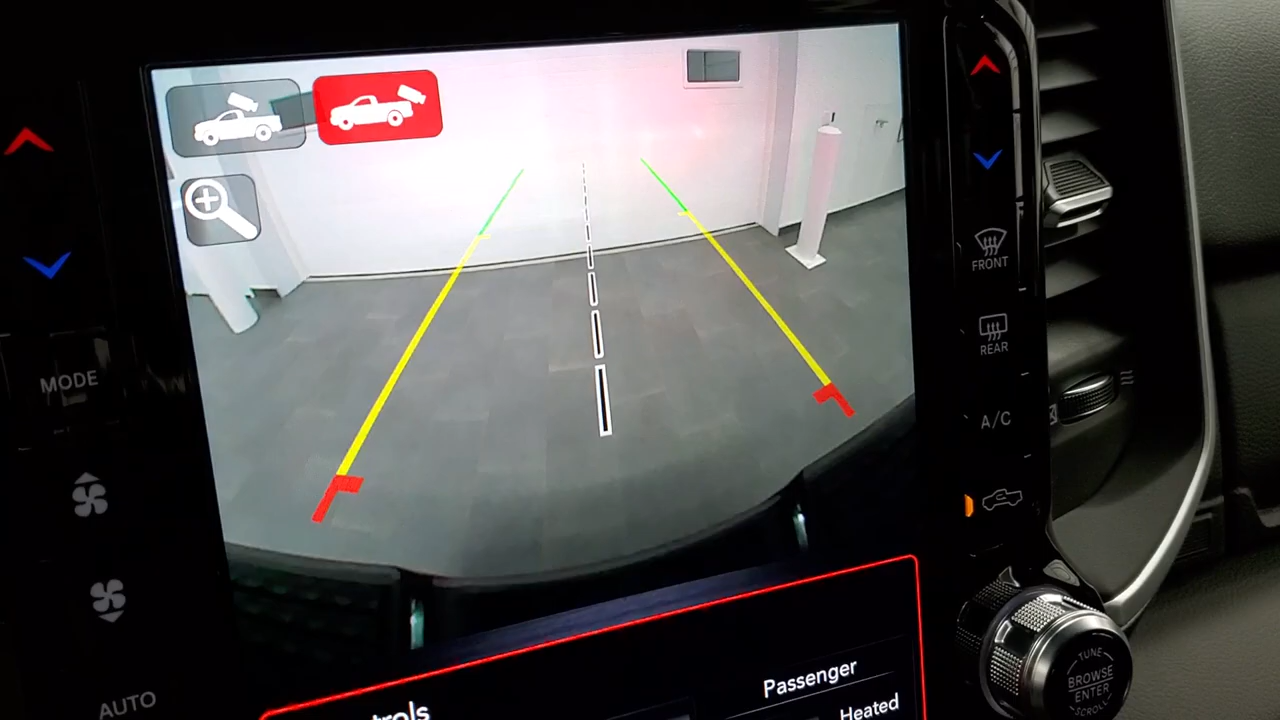 MODE
AUTO
FRONT
REAR
A/C
TUNE
BROWSE
ENTER
SCROLL
trols
Passenger
Heated